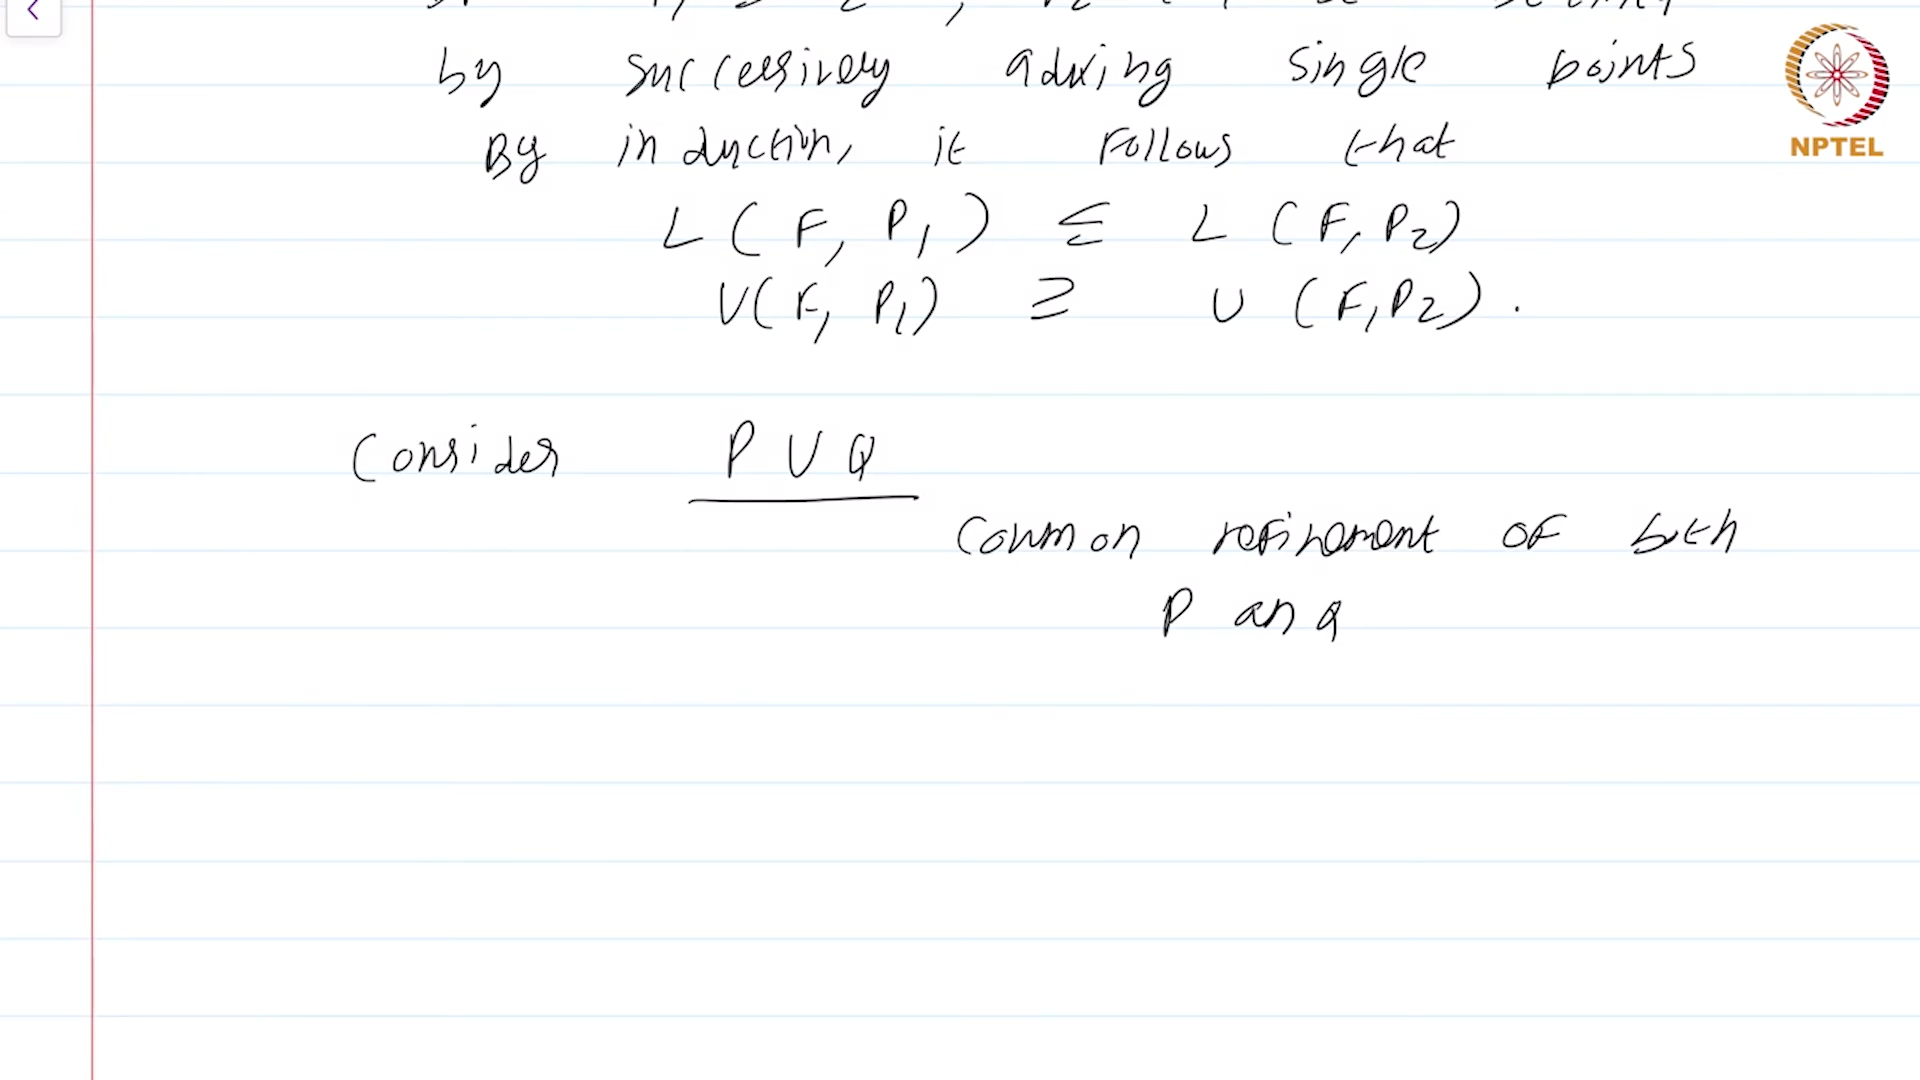 by successively adding single points
NPTEL
By induction, it follows that
L (F, P₁) ≤ L (F, P₂)
U(F, P₁) ≥ U (F, P₂).
Consider P U Q
Common refinement of both
P and Q